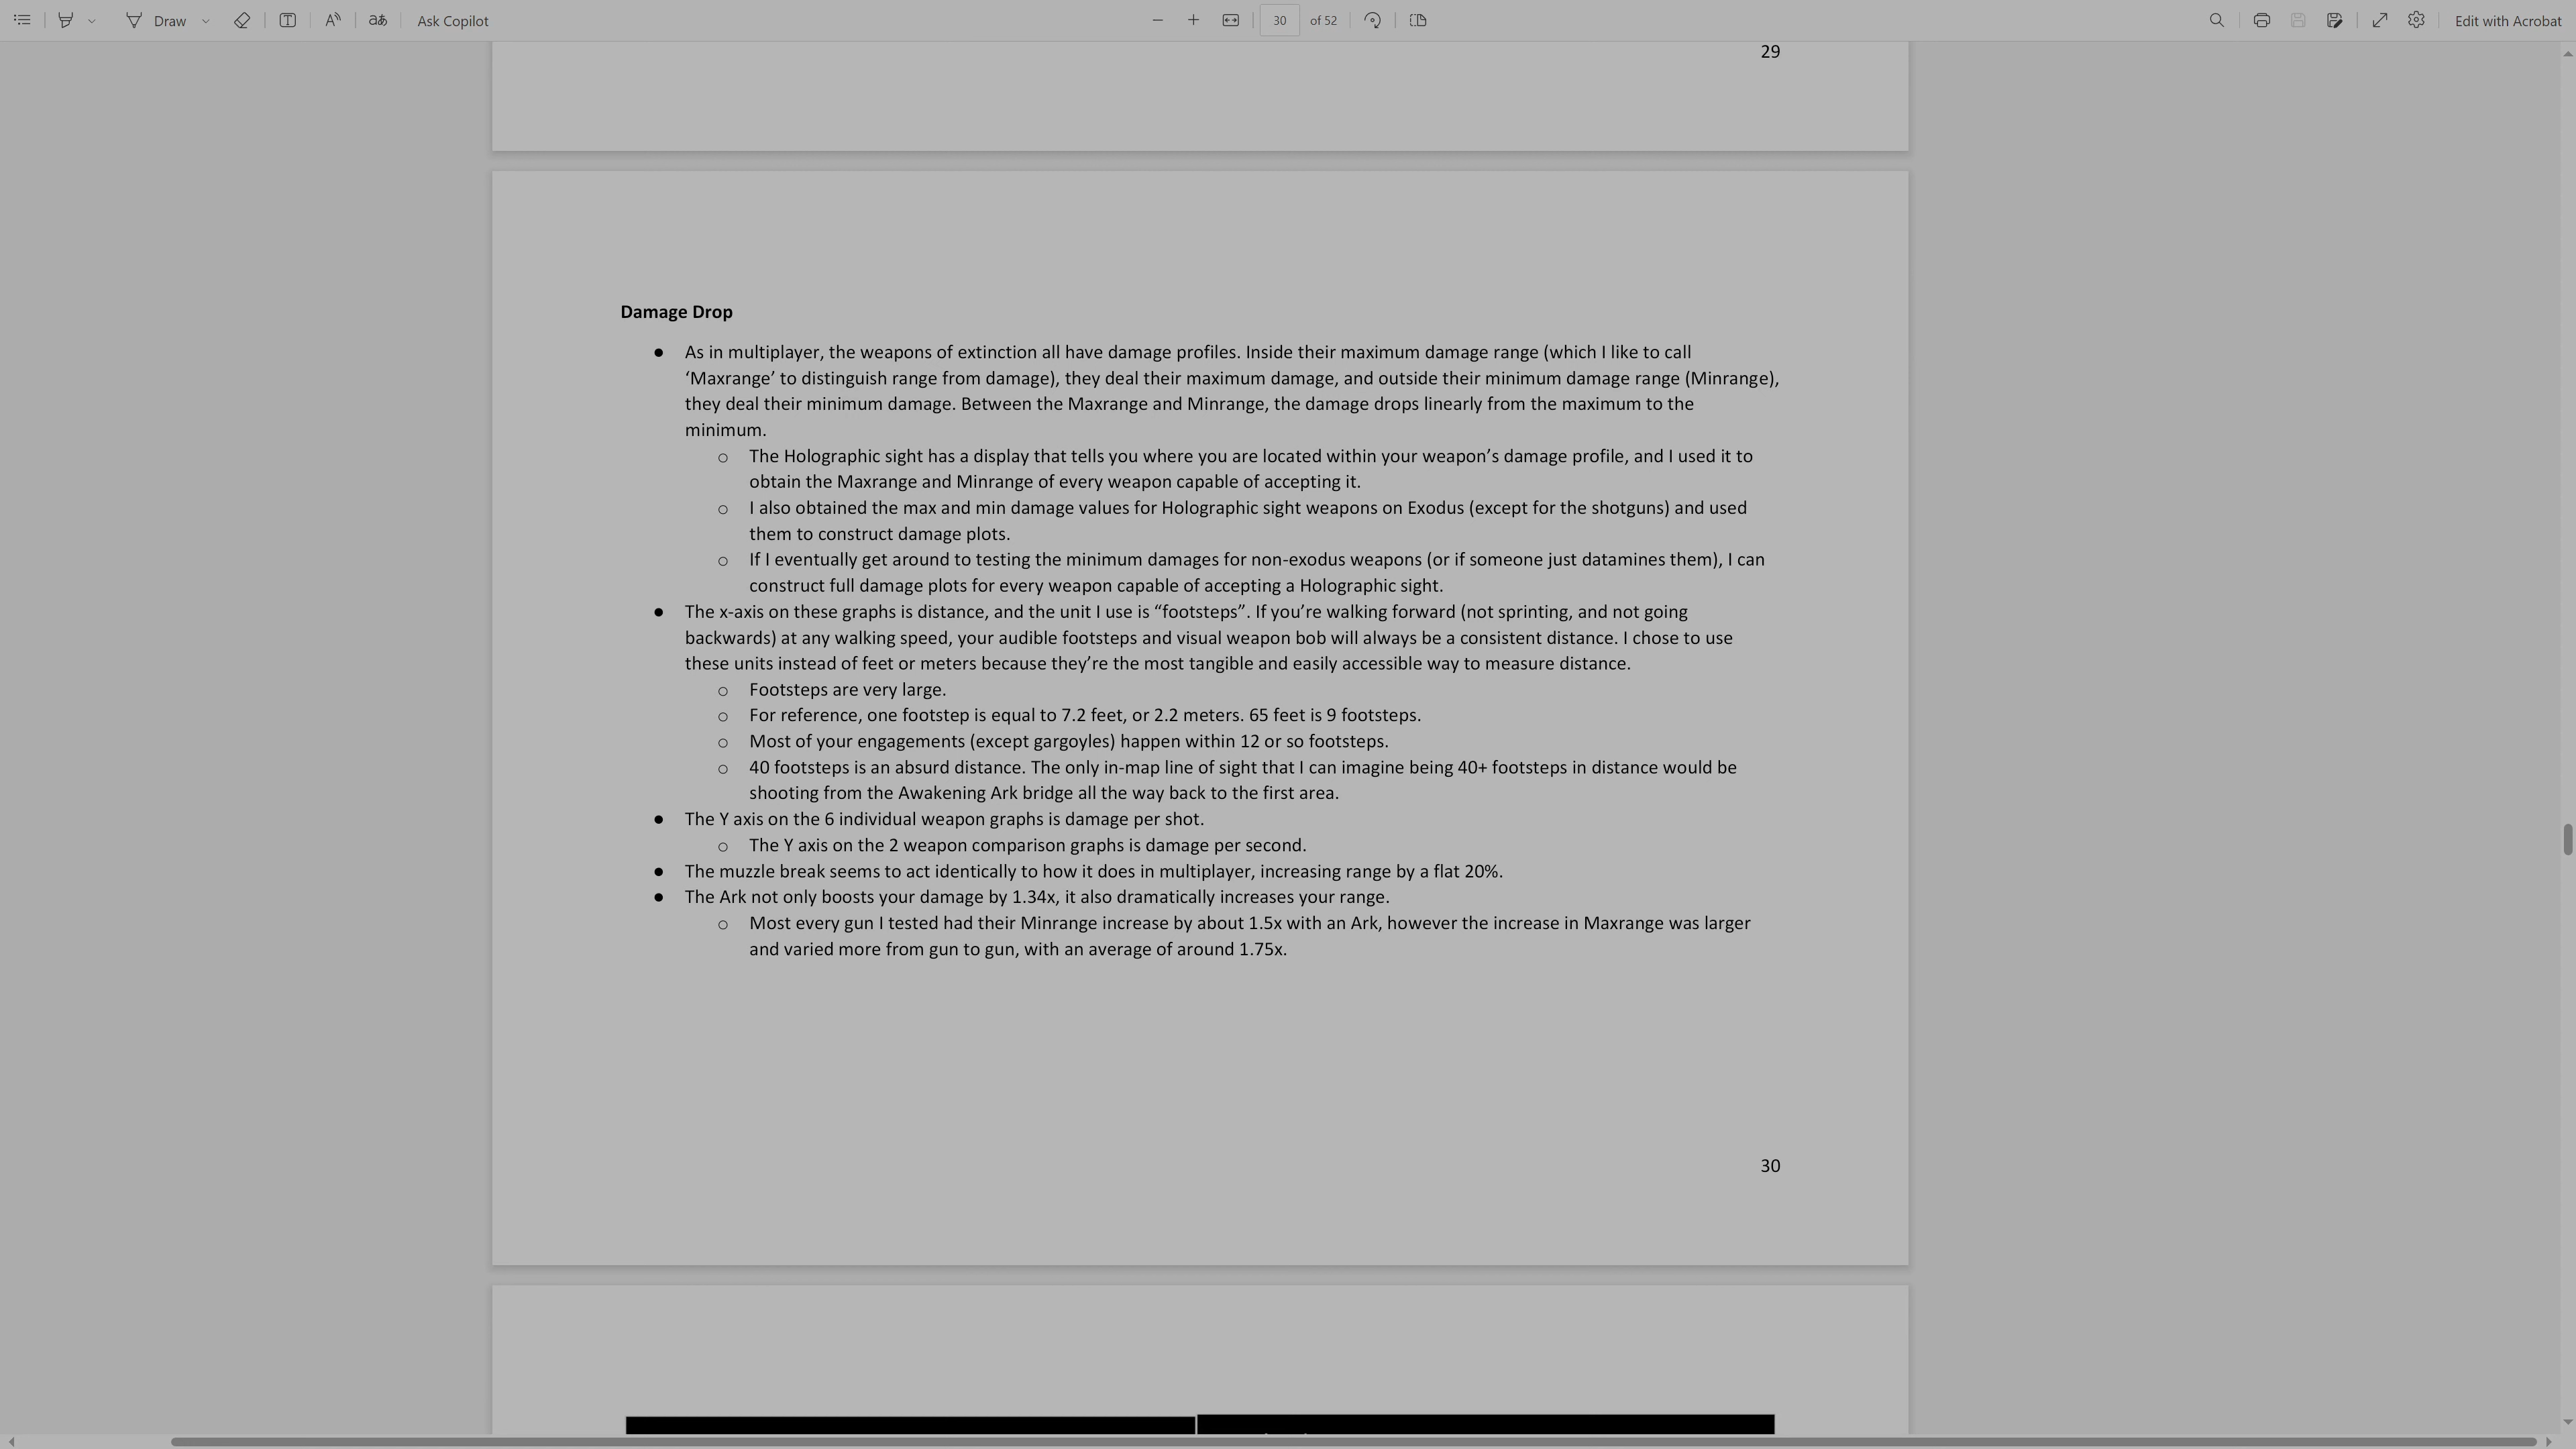 Draw
Ask Copilot
30
of 52
Edit with Acrobat
29
Damage Drop
● As in multiplayer, the weapons of extinction all have damage profiles. Inside their maximum damage range (which I like to call
‘Maxrange’ to distinguish range from damage), they deal their maximum damage, and outside their minimum damage range (Minrange),
they deal their minimum damage. Between the Maxrange and Minrange, the damage drops linearly from the maximum to the
minimum.
○ The Holographic sight has a display that tells you where you are located within your weapon’s damage profile, and I used it to
obtain the Maxrange and Minrange of every weapon capable of accepting it.
○ I also obtained the max and min damage values for Holographic sight weapons on Exodus (except for the shotguns) and used
them to construct damage plots.
○ If I eventually get around to testing the minimum damages for non-exodus weapons (or if someone just datamines them), I can
construct full damage plots for every weapon capable of accepting a Holographic sight.
● The x-axis on these graphs is distance, and the unit I use is “footsteps”. If you’re walking forward (not sprinting, and not going
backwards) at any walking speed, your audible footsteps and visual weapon bob will always be a consistent distance. I chose to use
these units instead of feet or meters because they’re the most tangible and easily accessible way to measure distance.
○ Footsteps are very large.
○ For reference, one footstep is equal to 7.2 feet, or 2.2 meters. 65 feet is 9 footsteps.
○ Most of your engagements (except gargoyles) happen within 12 or so footsteps.
○ 40 footsteps is an absurd distance. The only in-map line of sight that I can imagine being 40+ footsteps in distance would be
shooting from the Awakening Ark bridge all the way back to the first area.
● The Y axis on the 6 individual weapon graphs is damage per shot.
○ The Y axis on the 2 weapon comparison graphs is damage per second.
● The muzzle break seems to act identically to how it does in multiplayer, increasing range by a flat 20%.
● The Ark not only boosts your damage by 1.34x, it also dramatically increases your range.
○ Most every gun I tested had their Minrange increase by about 1.5x with an Ark, however the increase in Maxrange was larger
and varied more from gun to gun, with an average of around 1.75x.
30